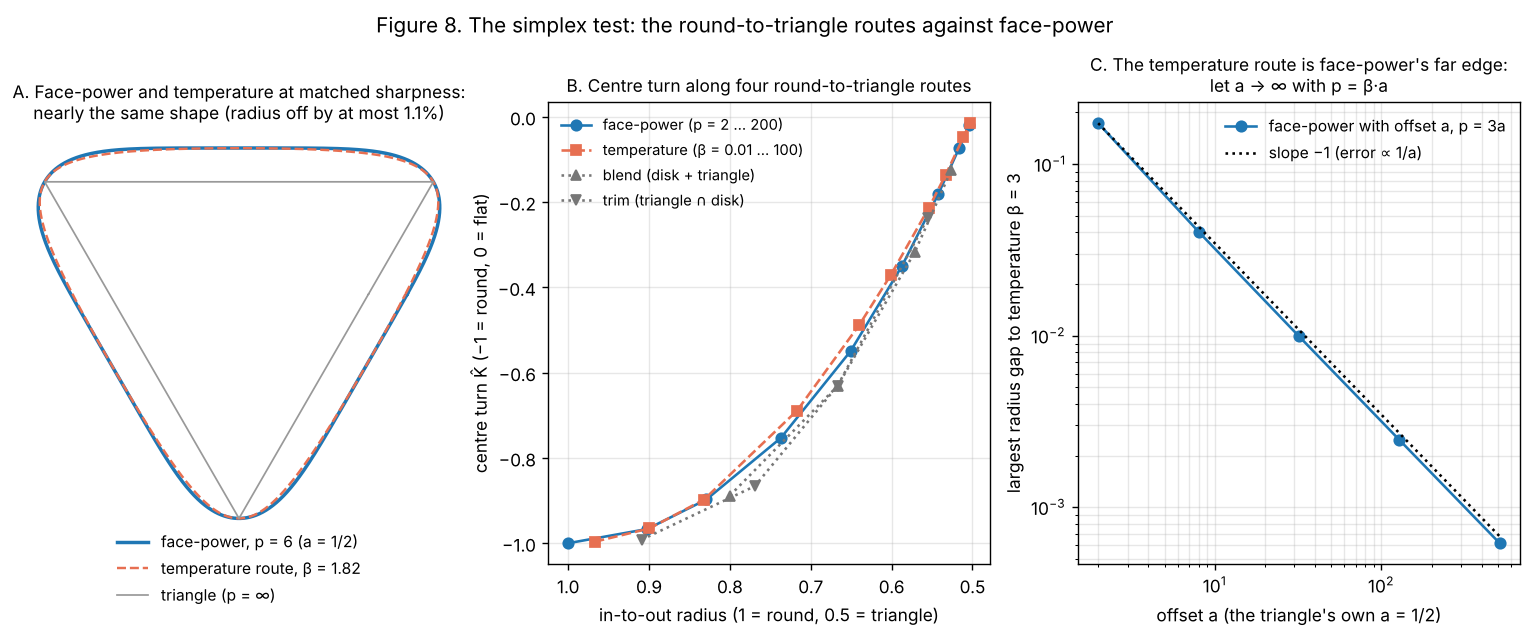 Figure 8. The simplex test: the round-to-triangle routes against face-power
A. Face-power and temperature at matched sharpness:
nearly the same shape (radius off by at most 1.1%)
face-power, p = 6 (a = 1/2)
temperature route, β = 1.82
triangle (p = ∞)
B. Centre turn along four round-to-triangle routes
face-power (p = 2 … 200)
temperature (β = 0.01 … 100)
blend (disk + triangle)
trim (triangle ∩ disk)
centre turn K̂ (−1 = round, 0 = flat)
0.0
−0.2
−0.4
−0.6
−0.8
−1.0
1.0 0.9 0.8 0.7 0.6 0.5
in-to-out radius (1 = round, 0.5 = triangle)
C. The temperature route is face-power's far edge:
let a → ∞ with p = β·a
face-power with offset a, p = 3a
slope −1 (error ∝ 1/a)
largest radius gap to temperature β = 3
10⁻¹
10⁻²
10⁻³
10¹ 10²
offset a (the triangle's own a = 1/2)